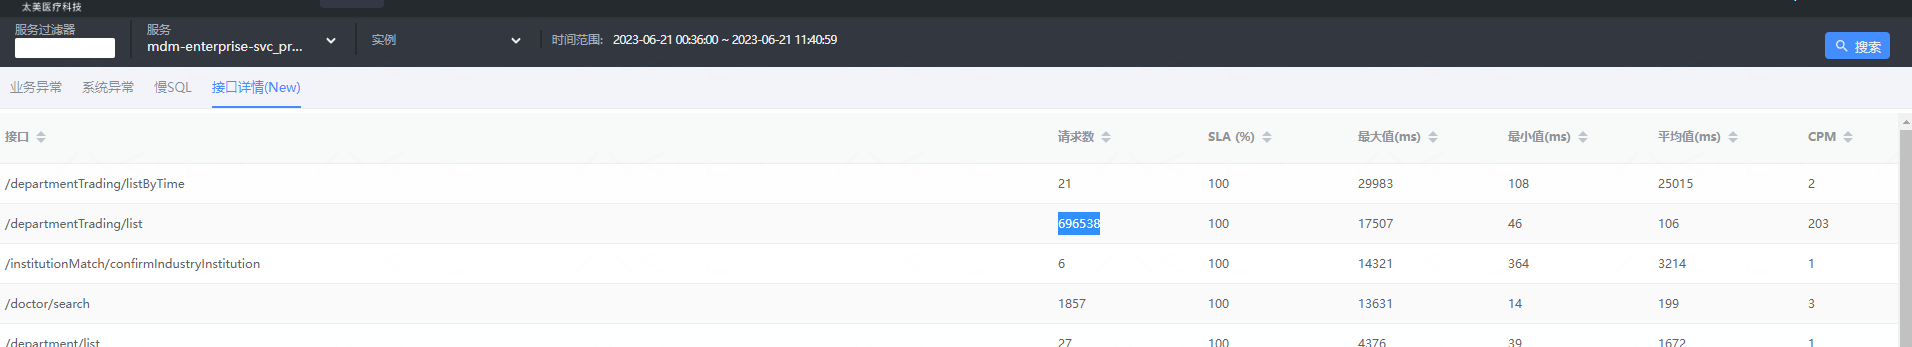 太美医疗科技
服务过滤器
服务
mdm-enterprise-svc_pr...
实例
时间范围: 2023-06-21 00:36:00 ~ 2023-06-21 11:40:59
搜索
业务异常 系统异常 慢SQL 接口详情(New)
接口 请求数 SLA (%) 最大值(ms) 最小值(ms) 平均值(ms) CPM
/departmentTrading/listByTime 21 100 29983 108 25015 2
/departmentTrading/list 696538 100 17507 46 106 203
/institutionMatch/confirmIndustryInstitution 6 100 14321 364 3214 1
/doctor/search 1857 100 13631 14 199 3
/department/list 27 100 4376 39 1672 1